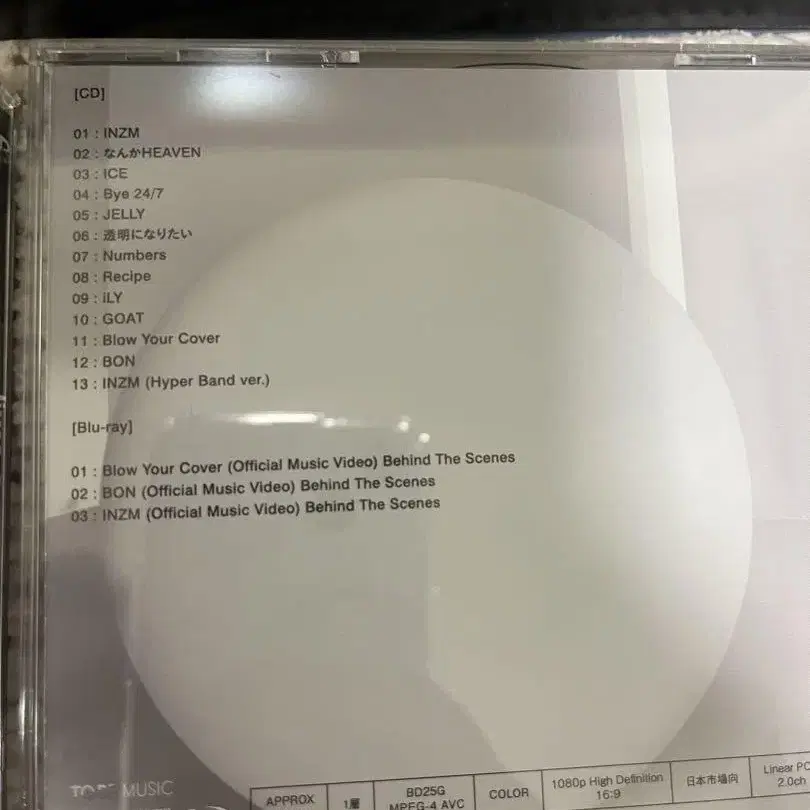 [CD]
01 : INZM
02 : なんかHEAVEN
03 : ICE
04 : Bye 24/7
05 : JELLY
06 : 透明になりたい
07 : Numbers
08 : Recipe
09 : iLY
10 : GOAT
11 : Blow Your Cover
12 : BON
13 : INZM (Hyper Band ver.)
[Blu-ray]
01 : Blow Your Cover (Official Music Video) Behind The Scenes
02 : BON (Official Music Video) Behind The Scenes
03 : INZM (Official Music Video) Behind The Scenes
MUSIC
APPROX
1層
BD25G
MPEG-4 AVC
COLOR
1080p High Definition
16:9
日本市場向
Linear PC
2.0ch